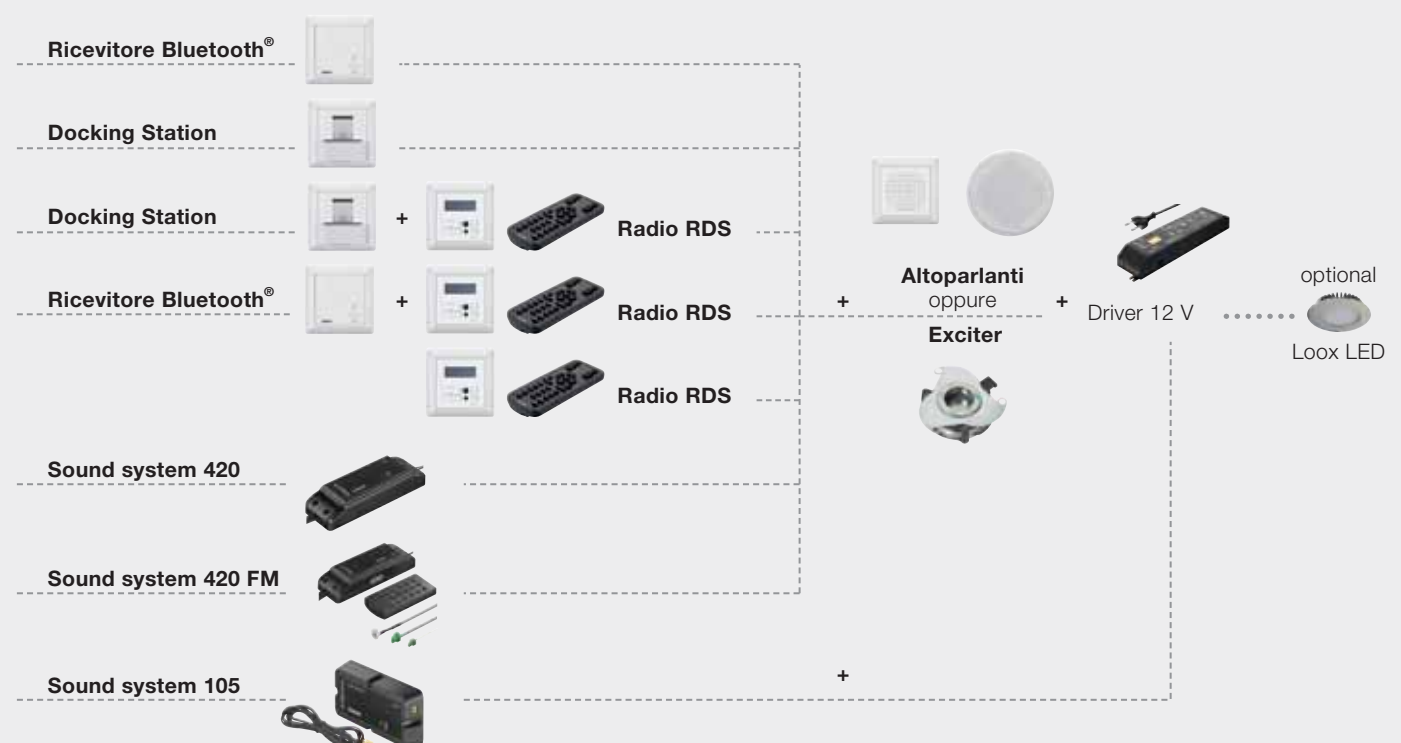 Ricevitore Bluetooth®
Docking Station
Docking Station + Radio RDS
Ricevitore Bluetooth® + Radio RDS
Radio RDS
Sound system 420
Sound system 420 FM
Sound system 105
+
Altoparlanti
oppure
Exciter
+
Driver 12 V
optional
Loox LED
+